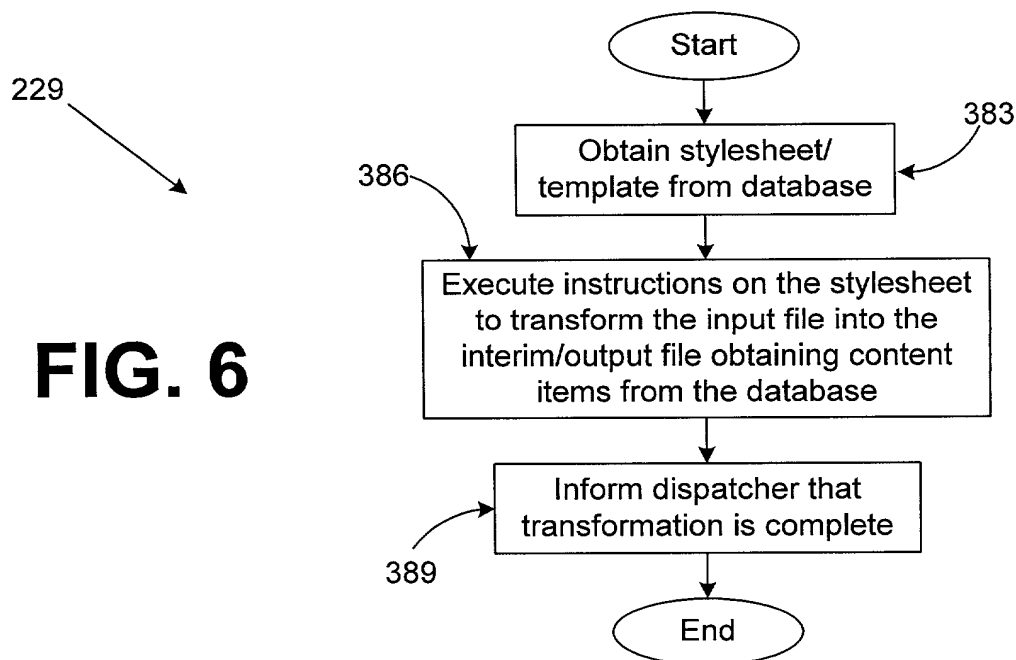 Start
229
383
Obtain stylesheet/
template from database
386
Execute instructions on the stylesheet
to transform the input file into the
interim/output file obtaining content
items from the database
FIG. 6
Inform dispatcher that
transformation is complete
389
End